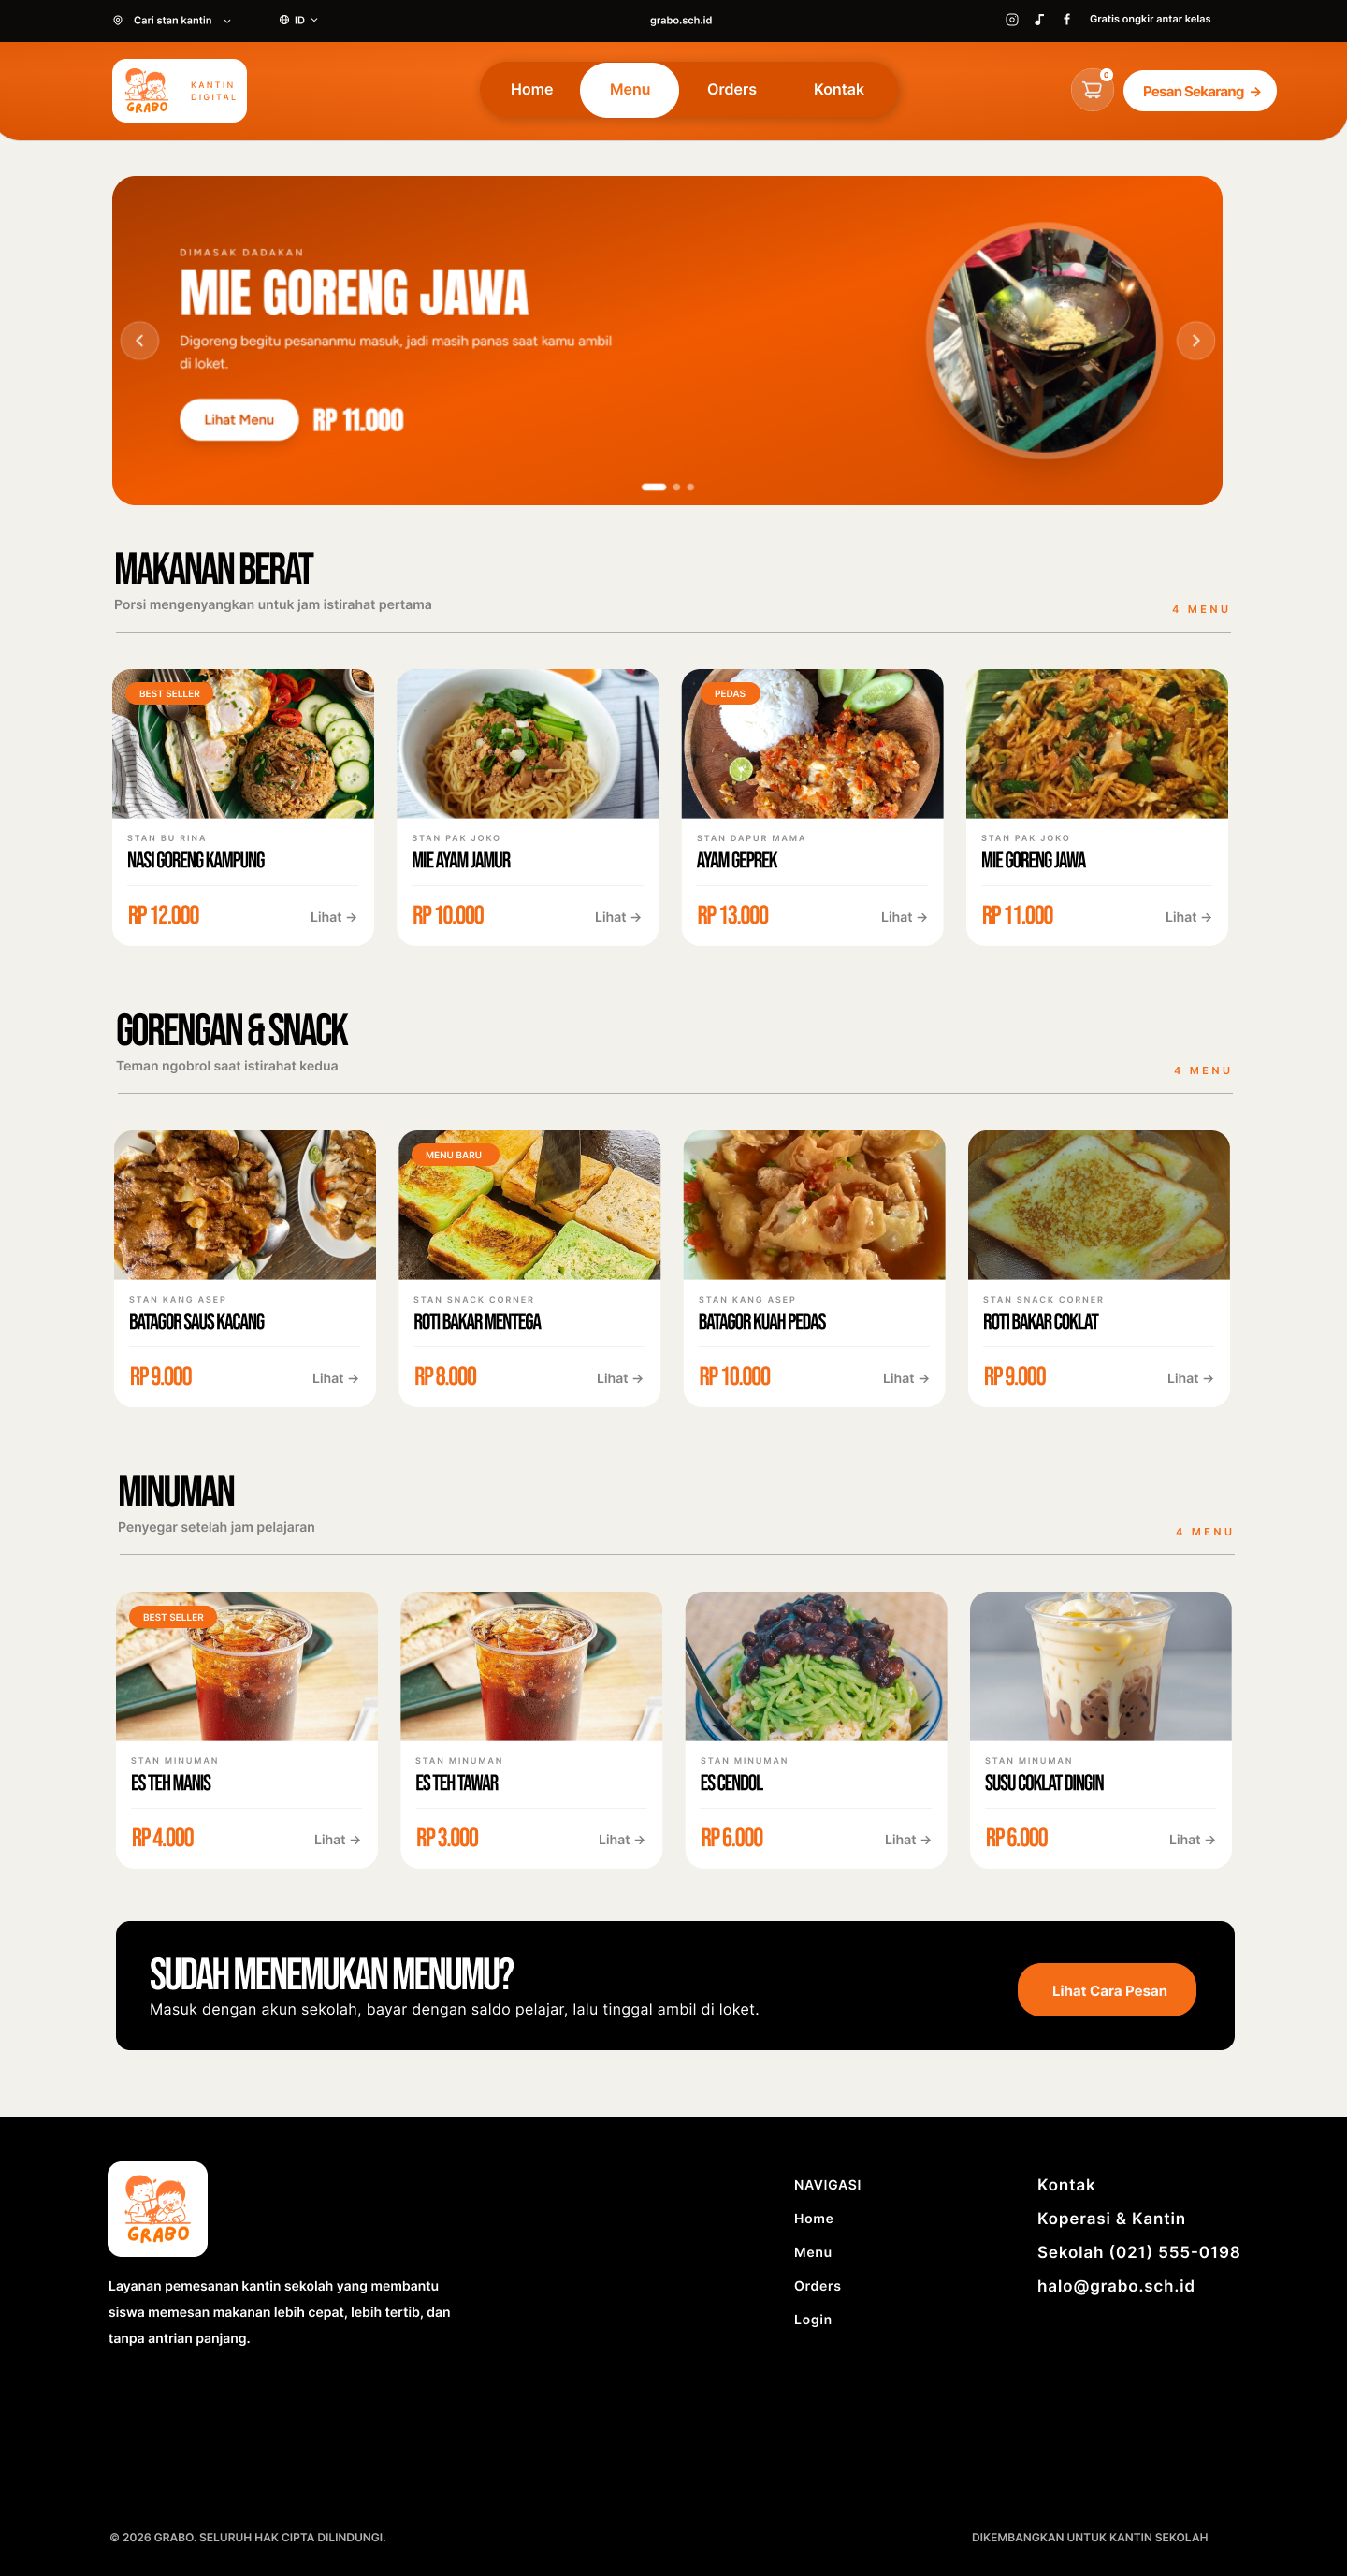 Cari stan kantin
ID
grabo.sch.id
Gratis ongkir antar kelas
GRABO
KANTIN
DIGITAL
Home
Menu
Orders
Kontak
0
Pesan Sekarang →
DIMASAK DADAKAN
MIE GORENG JAWA
Digoreng begitu pesananmu masuk, jadi masih panas saat kamu ambil
di loket.
Lihat Menu
RP 11.000
MAKANAN BERAT
Porsi mengenyangkan untuk jam istirahat pertama
4 MENU
BEST SELLER
PEDAS
STAN BU RINA
STAN PAK JOKO
STAN DAPUR MAMA
STAN PAK JOKO
NASI GORENG KAMPUNG
MIE AYAM JAMUR
AYAM GEPREK
MIE GORENG JAWA
RP 12.000
Lihat →
RP 10.000
Lihat →
RP 13.000
Lihat →
RP 11.000
Lihat →
GORENGAN & SNACK
Teman ngobrol saat istirahat kedua
4 MENU
MENU BARU
STAN KANG ASEP
STAN SNACK CORNER
STAN KANG ASEP
STAN SNACK CORNER
BATAGOR SAUS KACANG
ROTI BAKAR MENTEGA
BATAGOR KUAH PEDAS
ROTI BAKAR COKLAT
RP 9.000
Lihat →
RP 8.000
Lihat →
RP 10.000
Lihat →
RP 9.000
Lihat →
MINUMAN
Penyegar setelah jam pelajaran
4 MENU
BEST SELLER
STAN MINUMAN
STAN MINUMAN
STAN MINUMAN
STAN MINUMAN
ES TEH MANIS
ES TEH TAWAR
ES CENDOL
SUSU COKLAT DINGIN
RP 4.000
Lihat →
RP 3.000
Lihat →
RP 6.000
Lihat →
RP 6.000
Lihat →
SUDAH MENEMUKAN MENUMU?
Masuk dengan akun sekolah, bayar dengan saldo pelajar, lalu tinggal ambil di loket.
Lihat Cara Pesan
GRABO
Layanan pemesanan kantin sekolah yang membantu
siswa memesan makanan lebih cepat, lebih tertib, dan
tanpa antrian panjang.
NAVIGASI
Home
Menu
Orders
Login
Kontak
Koperasi & Kantin
Sekolah (021) 555-0198
halo@grabo.sch.id
© 2026 GRABO. SELURUH HAK CIPTA DILINDUNGI.
DIKEMBANGKAN UNTUK KANTIN SEKOLAH